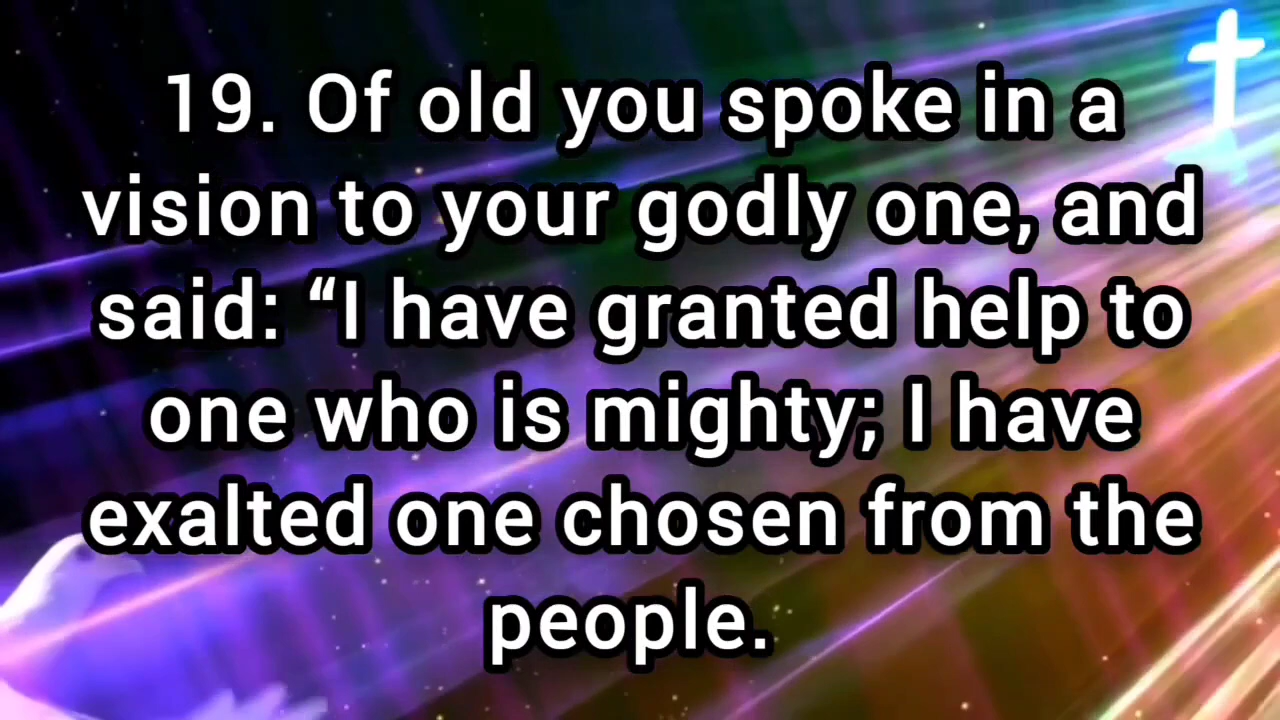 19. Of old you spoke in a
vision to your godly one, and
said: “I have granted help to
one who is mighty; I have
exalted one chosen from the
people.